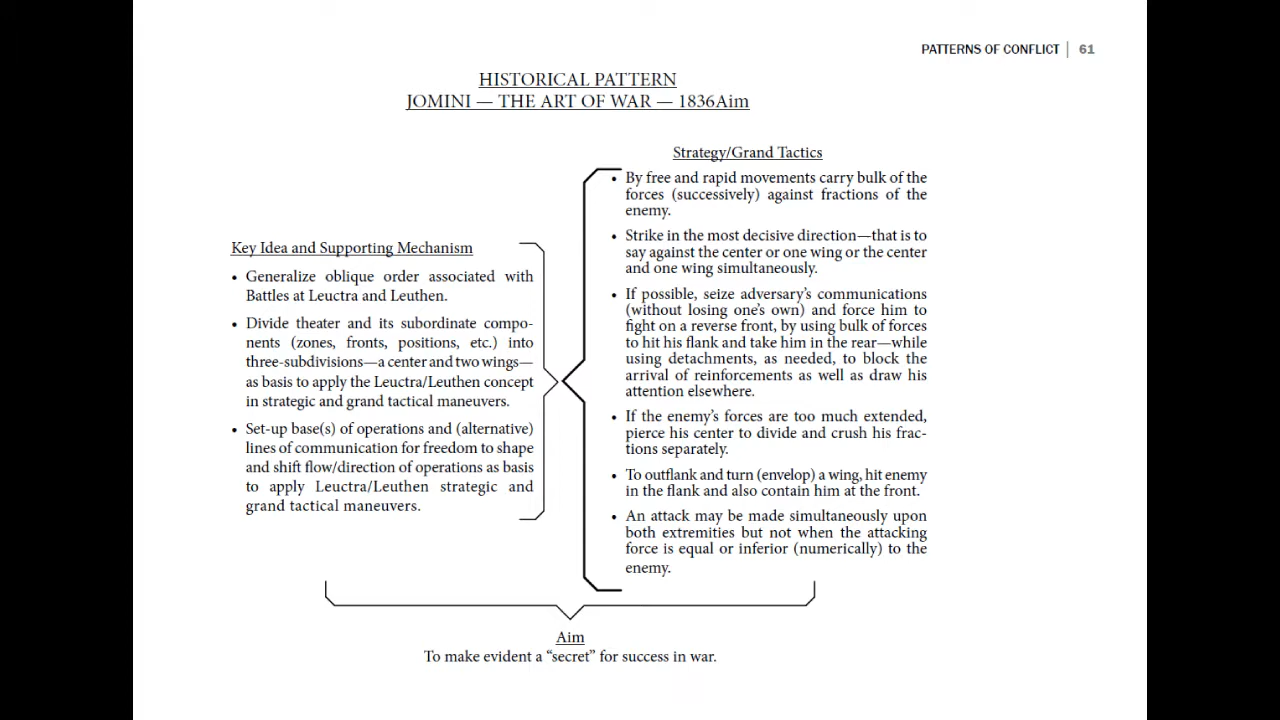 PATTERNS OF CONFLICT | 61
HISTORICAL PATTERN
JOMINI — THE ART OF WAR — 1836Aim
Key Idea and Supporting Mechanism
• Generalize oblique order associated with
Battles at Leuctra and Leuthen.
• Divide theater and its subordinate compo-
nents (zones, fronts, positions, etc.) into
three-subdivisions—a center and two wings—
as basis to apply the Leuctra/Leuthen concept
in strategic and grand tactical maneuvers.
• Set-up base(s) of operations and (alternative)
lines of communication for freedom to shape
and shift flow/direction of operations as basis
to apply Leuctra/Leuthen strategic and
grand tactical maneuvers.
Strategy/Grand Tactics
• By free and rapid movements carry bulk of the
forces (successively) against fractions of the
enemy.
• Strike in the most decisive direction—that is to
say against the center or one wing or the center
and one wing simultaneously.
• If possible, seize adversary's communications
(without losing one's own) and force him to
fight on a reverse front, by using bulk of forces
to hit his flank and take him in the rear—while
using detachments, as needed, to block the
arrival of reinforcements as well as draw his
attention elsewhere.
• If the enemy's forces are too much extended,
pierce his center to divide and crush his frac-
tions separately.
• To outflank and turn (envelop) a wing, hit enemy
in the flank and also contain him at the front.
• An attack may be made simultaneously upon
both extremities but not when the attacking
force is equal or inferior (numerically) to the
enemy.
Aim
To make evident a “secret” for success in war.